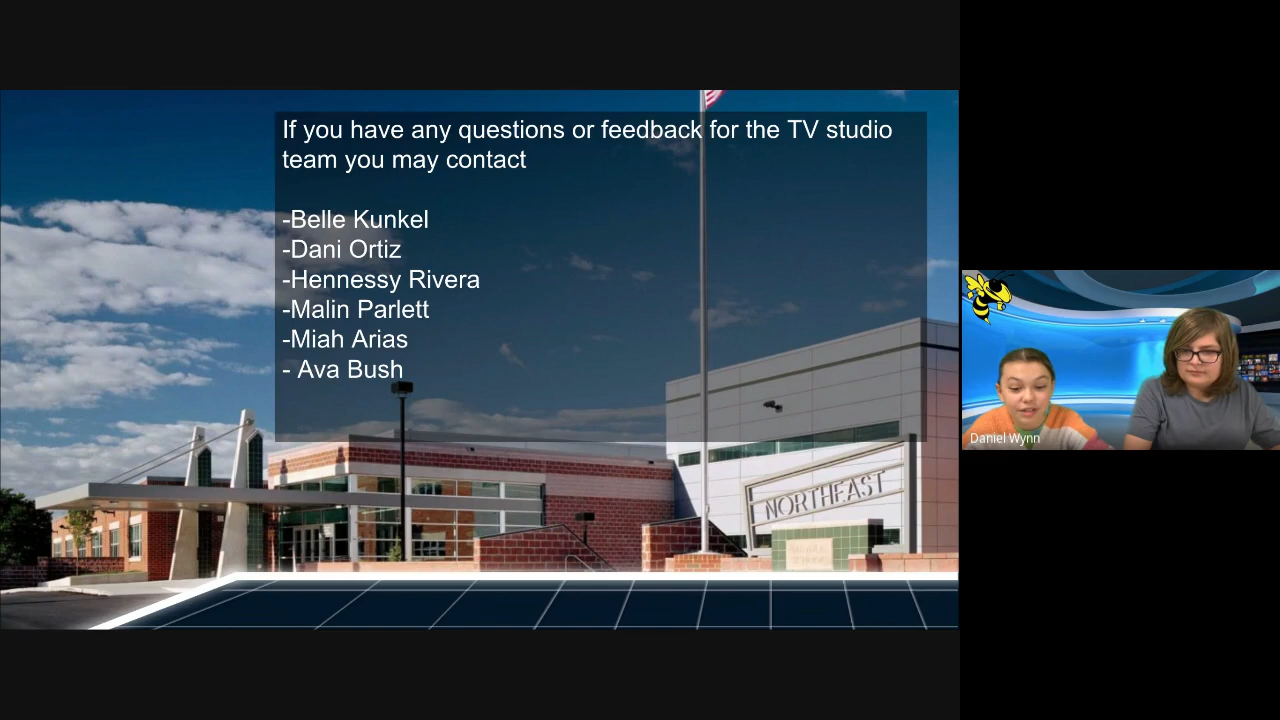 If you have any questions or feedback for the TV studio
team you may contact
-Belle Kunkel
-Dani Ortiz
-Hennessy Rivera
-Malin Parlett
-Miah Arias
- Ava Bush
NORTHEAST
Daniel Wynn